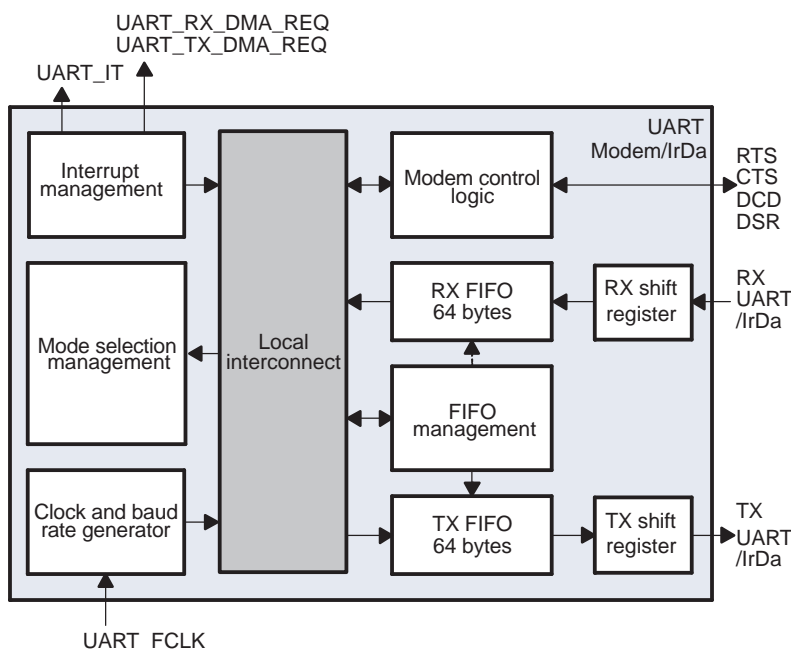 UART_RX_DMA_REQ
UART_TX_DMA_REQ
UART_IT
UART
Modem/IrDa
Interrupt
management
Modem control
logic
RTS
CTS
DCD
DSR
Mode selection
management
Local
interconnect
RX FIFO
64 bytes
RX shift
register
RX
UART
/IrDa
FIFO
management
Clock and baud
rate generator
TX FIFO
64 bytes
TX shift
register
TX
UART
/IrDa
UART_FCLK